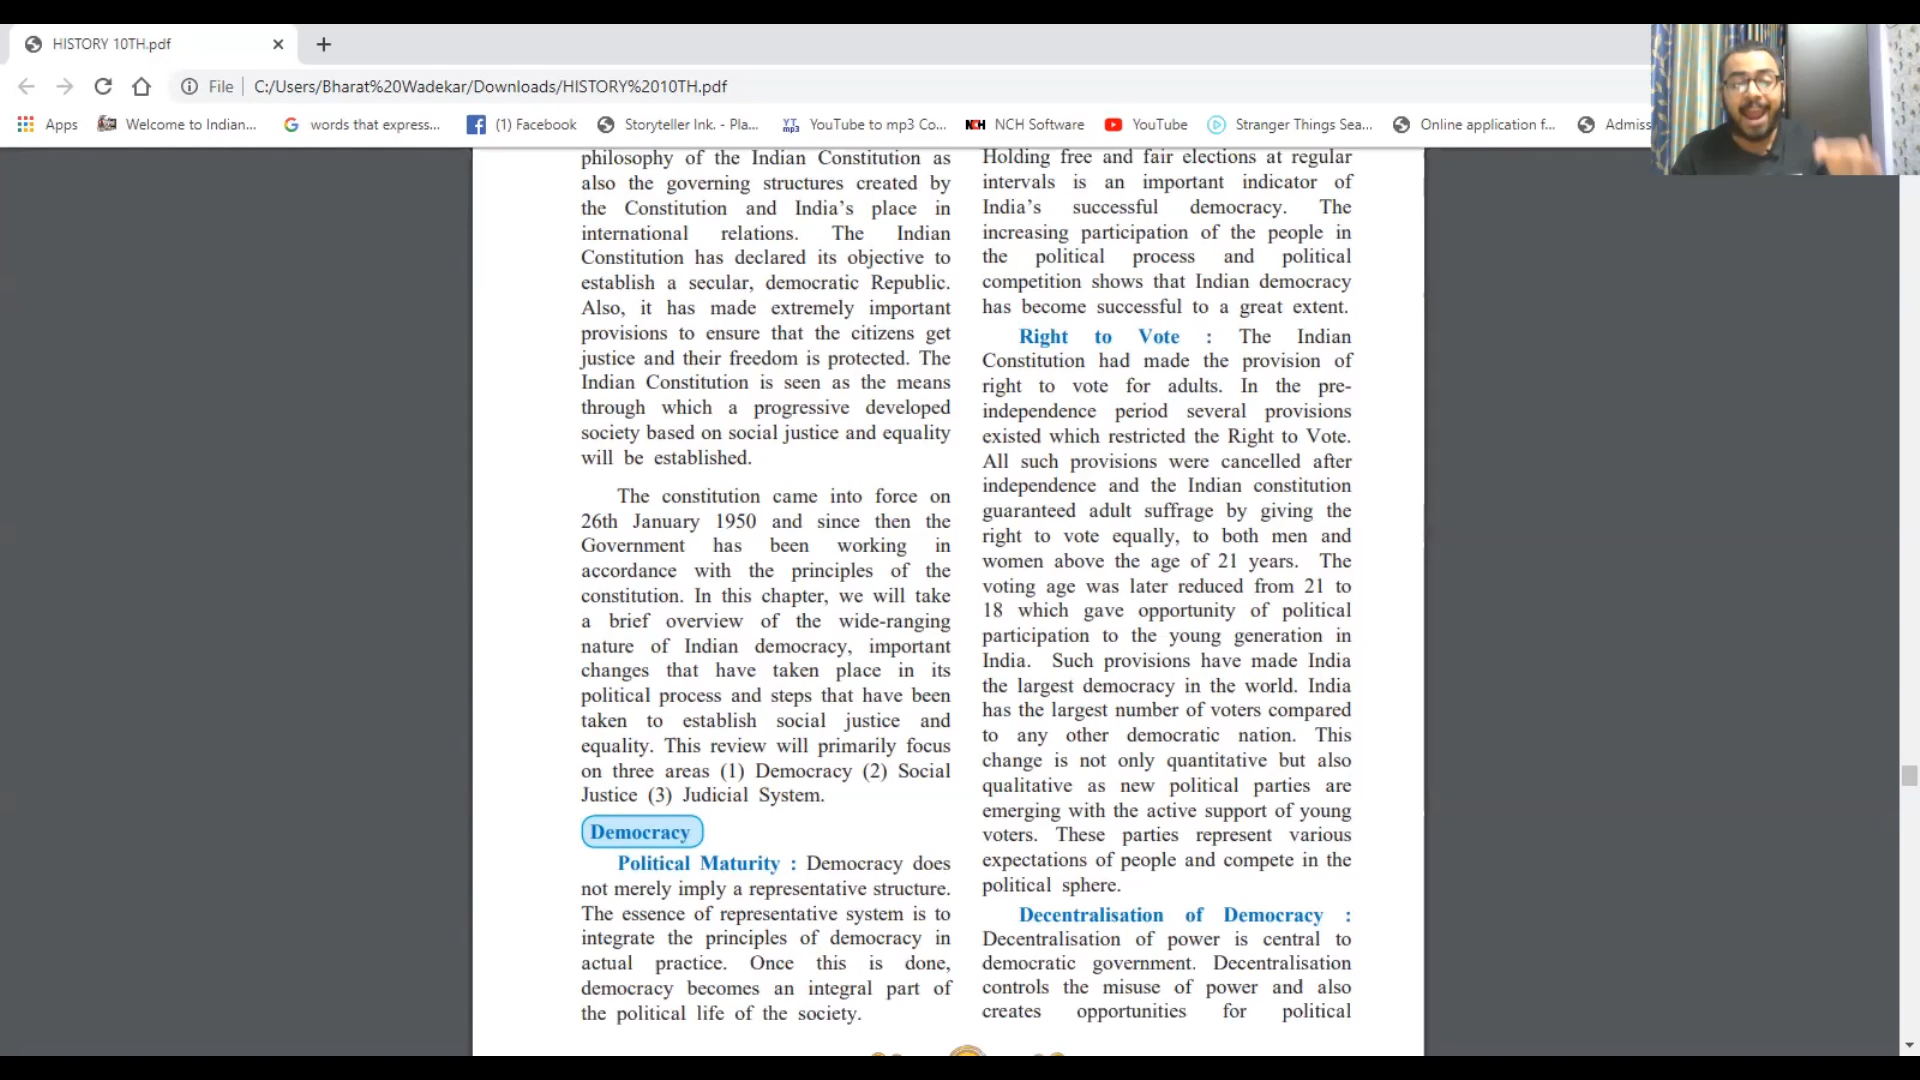 HISTORY 10TH.pdf
File
C:/Users/Bharat%20Wadekar/Downloads/HISTORY%2010TH.pdf
Apps
Welcome to Indian...
words that express...
(1) Facebook
Storyteller Ink. - Pla...
YouTube to mp3 Co...
NCH Software
YouTube
Stranger Things Sea...
Online application f...
Admiss
philosophy of the Indian Constitution as
also the governing structures created by
the Constitution and India's place in
international relations. The Indian
Constitution has declared its objective to
establish a secular, democratic Republic.
Also, it has made extremely important
provisions to ensure that the citizens get
justice and their freedom is protected. The
Indian Constitution is seen as the means
through which a progressive developed
society based on social justice and equality
will be established.
The constitution came into force on
26th January 1950 and since then the
Government has been working in
accordance with the principles of the
constitution. In this chapter, we will take
a brief overview of the wide-ranging
nature of Indian democracy, important
changes that have taken place in its
political process and steps that have been
taken to establish social justice and
equality. This review will primarily focus
on three areas (1) Democracy (2) Social
Justice (3) Judicial System.
Democracy
Political Maturity : Democracy does
not merely imply a representative structure.
The essence of representative system is to
integrate the principles of democracy in
actual practice. Once this is done,
democracy becomes an integral part of
the political life of the society.
Holding free and fair elections at regular
intervals is an important indicator of
India's successful democracy. The
increasing participation of the people in
the political process and political
competition shows that Indian democracy
has become successful to a great extent.
Right to Vote : The Indian
Constitution had made the provision of
right to vote for adults. In the pre-
independence period several provisions
existed which restricted the Right to Vote.
All such provisions were cancelled after
independence and the Indian constitution
guaranteed adult suffrage by giving the
right to vote equally, to both men and
women above the age of 21 years. The
voting age was later reduced from 21 to
18 which gave opportunity of political
participation to the young generation in
India. Such provisions have made India
the largest democracy in the world. India
has the largest number of voters compared
to any other democratic nation. This
change is not only quantitative but also
qualitative as new political parties are
emerging with the active support of young
voters. These parties represent various
expectations of people and compete in the
political sphere.
Decentralisation of Democracy :
Decentralisation of power is central to
democratic government. Decentralisation
controls the misuse of power and also
creates opportunities for political